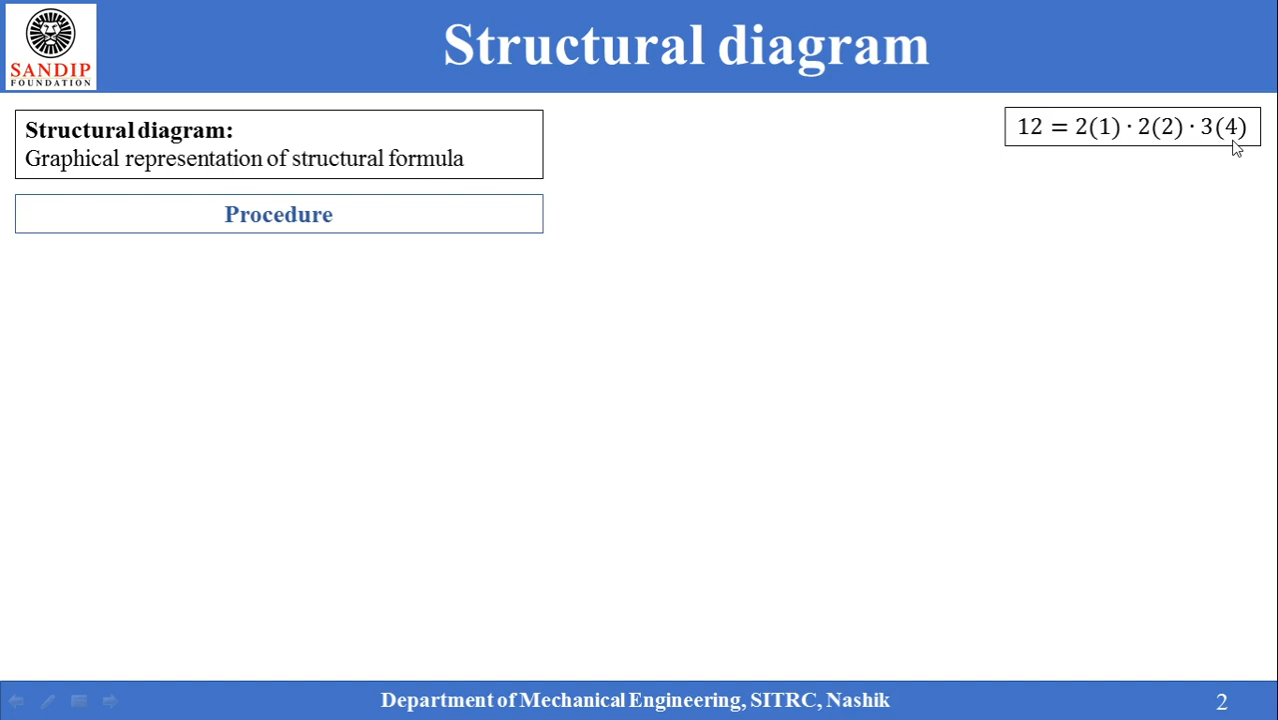 SANDIP
FOUNDATION
Structural diagram
Structural diagram:
Graphical representation of structural formula
12 = 2(1) · 2(2) · 3(4)
Procedure
Department of Mechanical Engineering, SITRC, Nashik
2